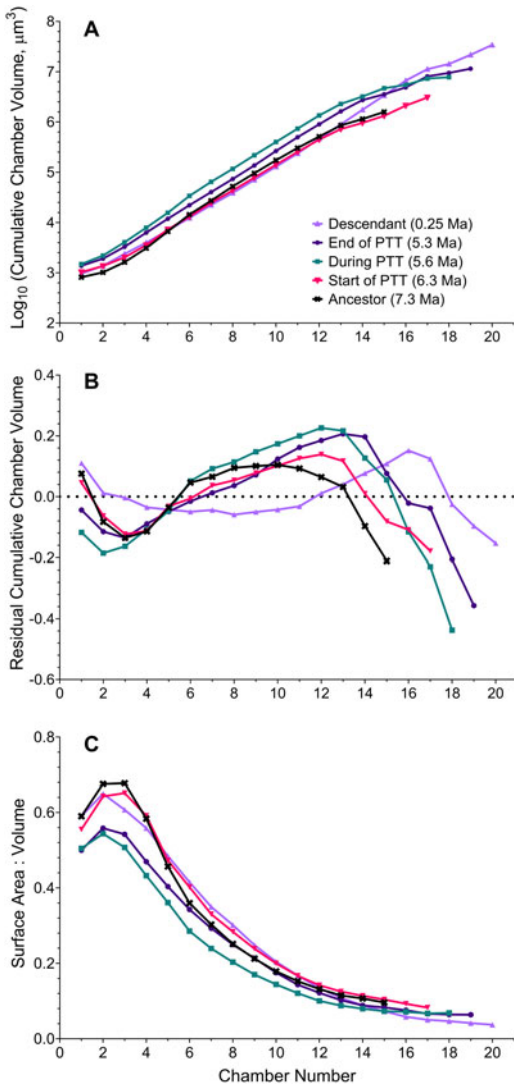 A
Log10 (Cumulative Chamber Volume, μm3)
8
7
6
5
4
3
2
Descendant (0.25 Ma)
End of PTT (5.3 Ma)
During PTT (5.6 Ma)
Start of PTT (6.3 Ma)
Ancestor (7.3 Ma)
0 2 4 6 8 10 12 14 16 18 20
B
Residual Cumulative Chamber Volume
0.4
0.2
0.0
-0.2
-0.4
-0.6
0 2 4 6 8 10 12 14 16 18 20
C
Surface Area : Volume
0.8
0.6
0.4
0.2
0.0
0 2 4 6 8 10 12 14 16 18 20
Chamber Number